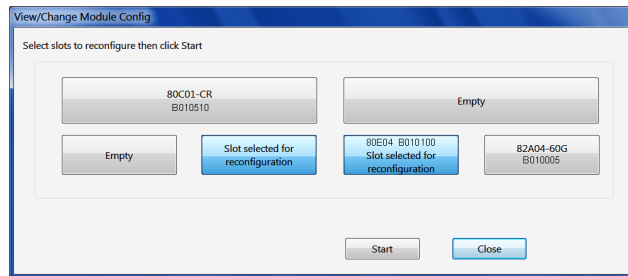 View/Change Module Config
Select slots to reconfigure then click Start
80C01-CR
B010510
Empty
Empty
Slot selected for
reconfiguration
80E04 B010100
Slot selected for
reconfiguration
82A04-60G
B010005
Start
Close